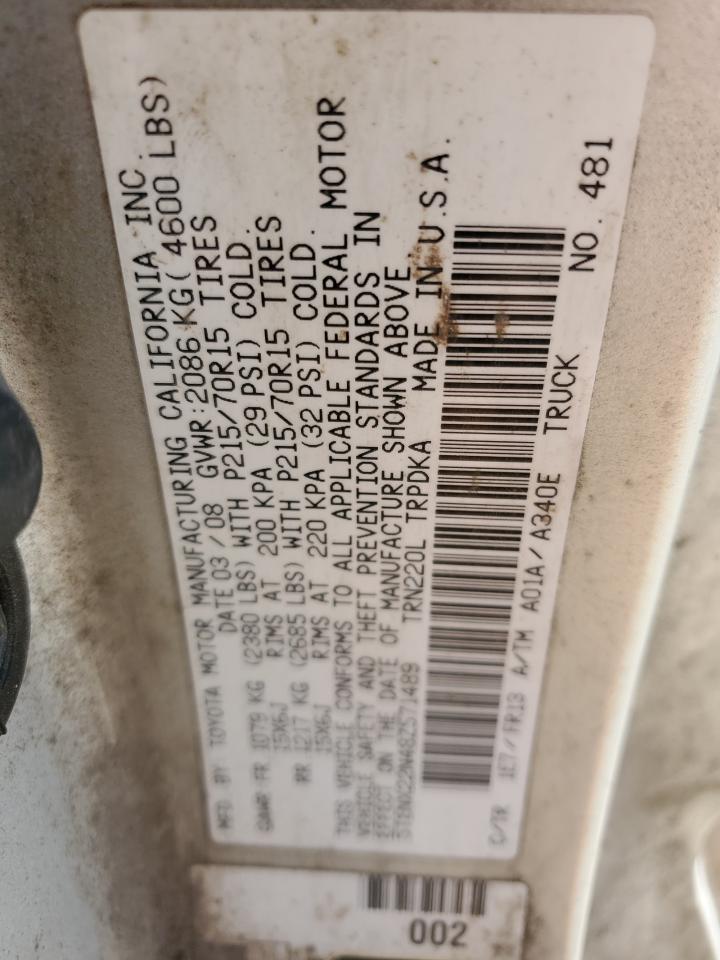 MFD. BY TOYOTA MOTOR MANUFACTURING CALIFORNIA INC.
DATE 03 / 08 GVWR: 2086 KG( 4600 LBS)
GAWR FR 1079 KG (2380 LBS) WITH P215/70R15 TIRES
15X6J RIMS AT 200 KPA (29 PSI) COLD.
RR 1217 KG (2685 LBS) WITH P215/70R15 TIRES
15X6J RIMS AT 220 KPA (32 PSI) COLD.
THIS VEHICLE CONFORMS TO ALL APPLICABLE FEDERAL MOTOR
VEHICLE SAFETY AND THEFT PREVENTION STANDARDS IN
EFFECT ON THE DATE OF MANUFACTURE SHOWN ABOVE.
5TENX22N48Z571489 TRN220L TRPDKA MADE IN U.S.A.
C/TR 1E7/FR13 A/TM A01A/A340E TRUCK NO. 481
002